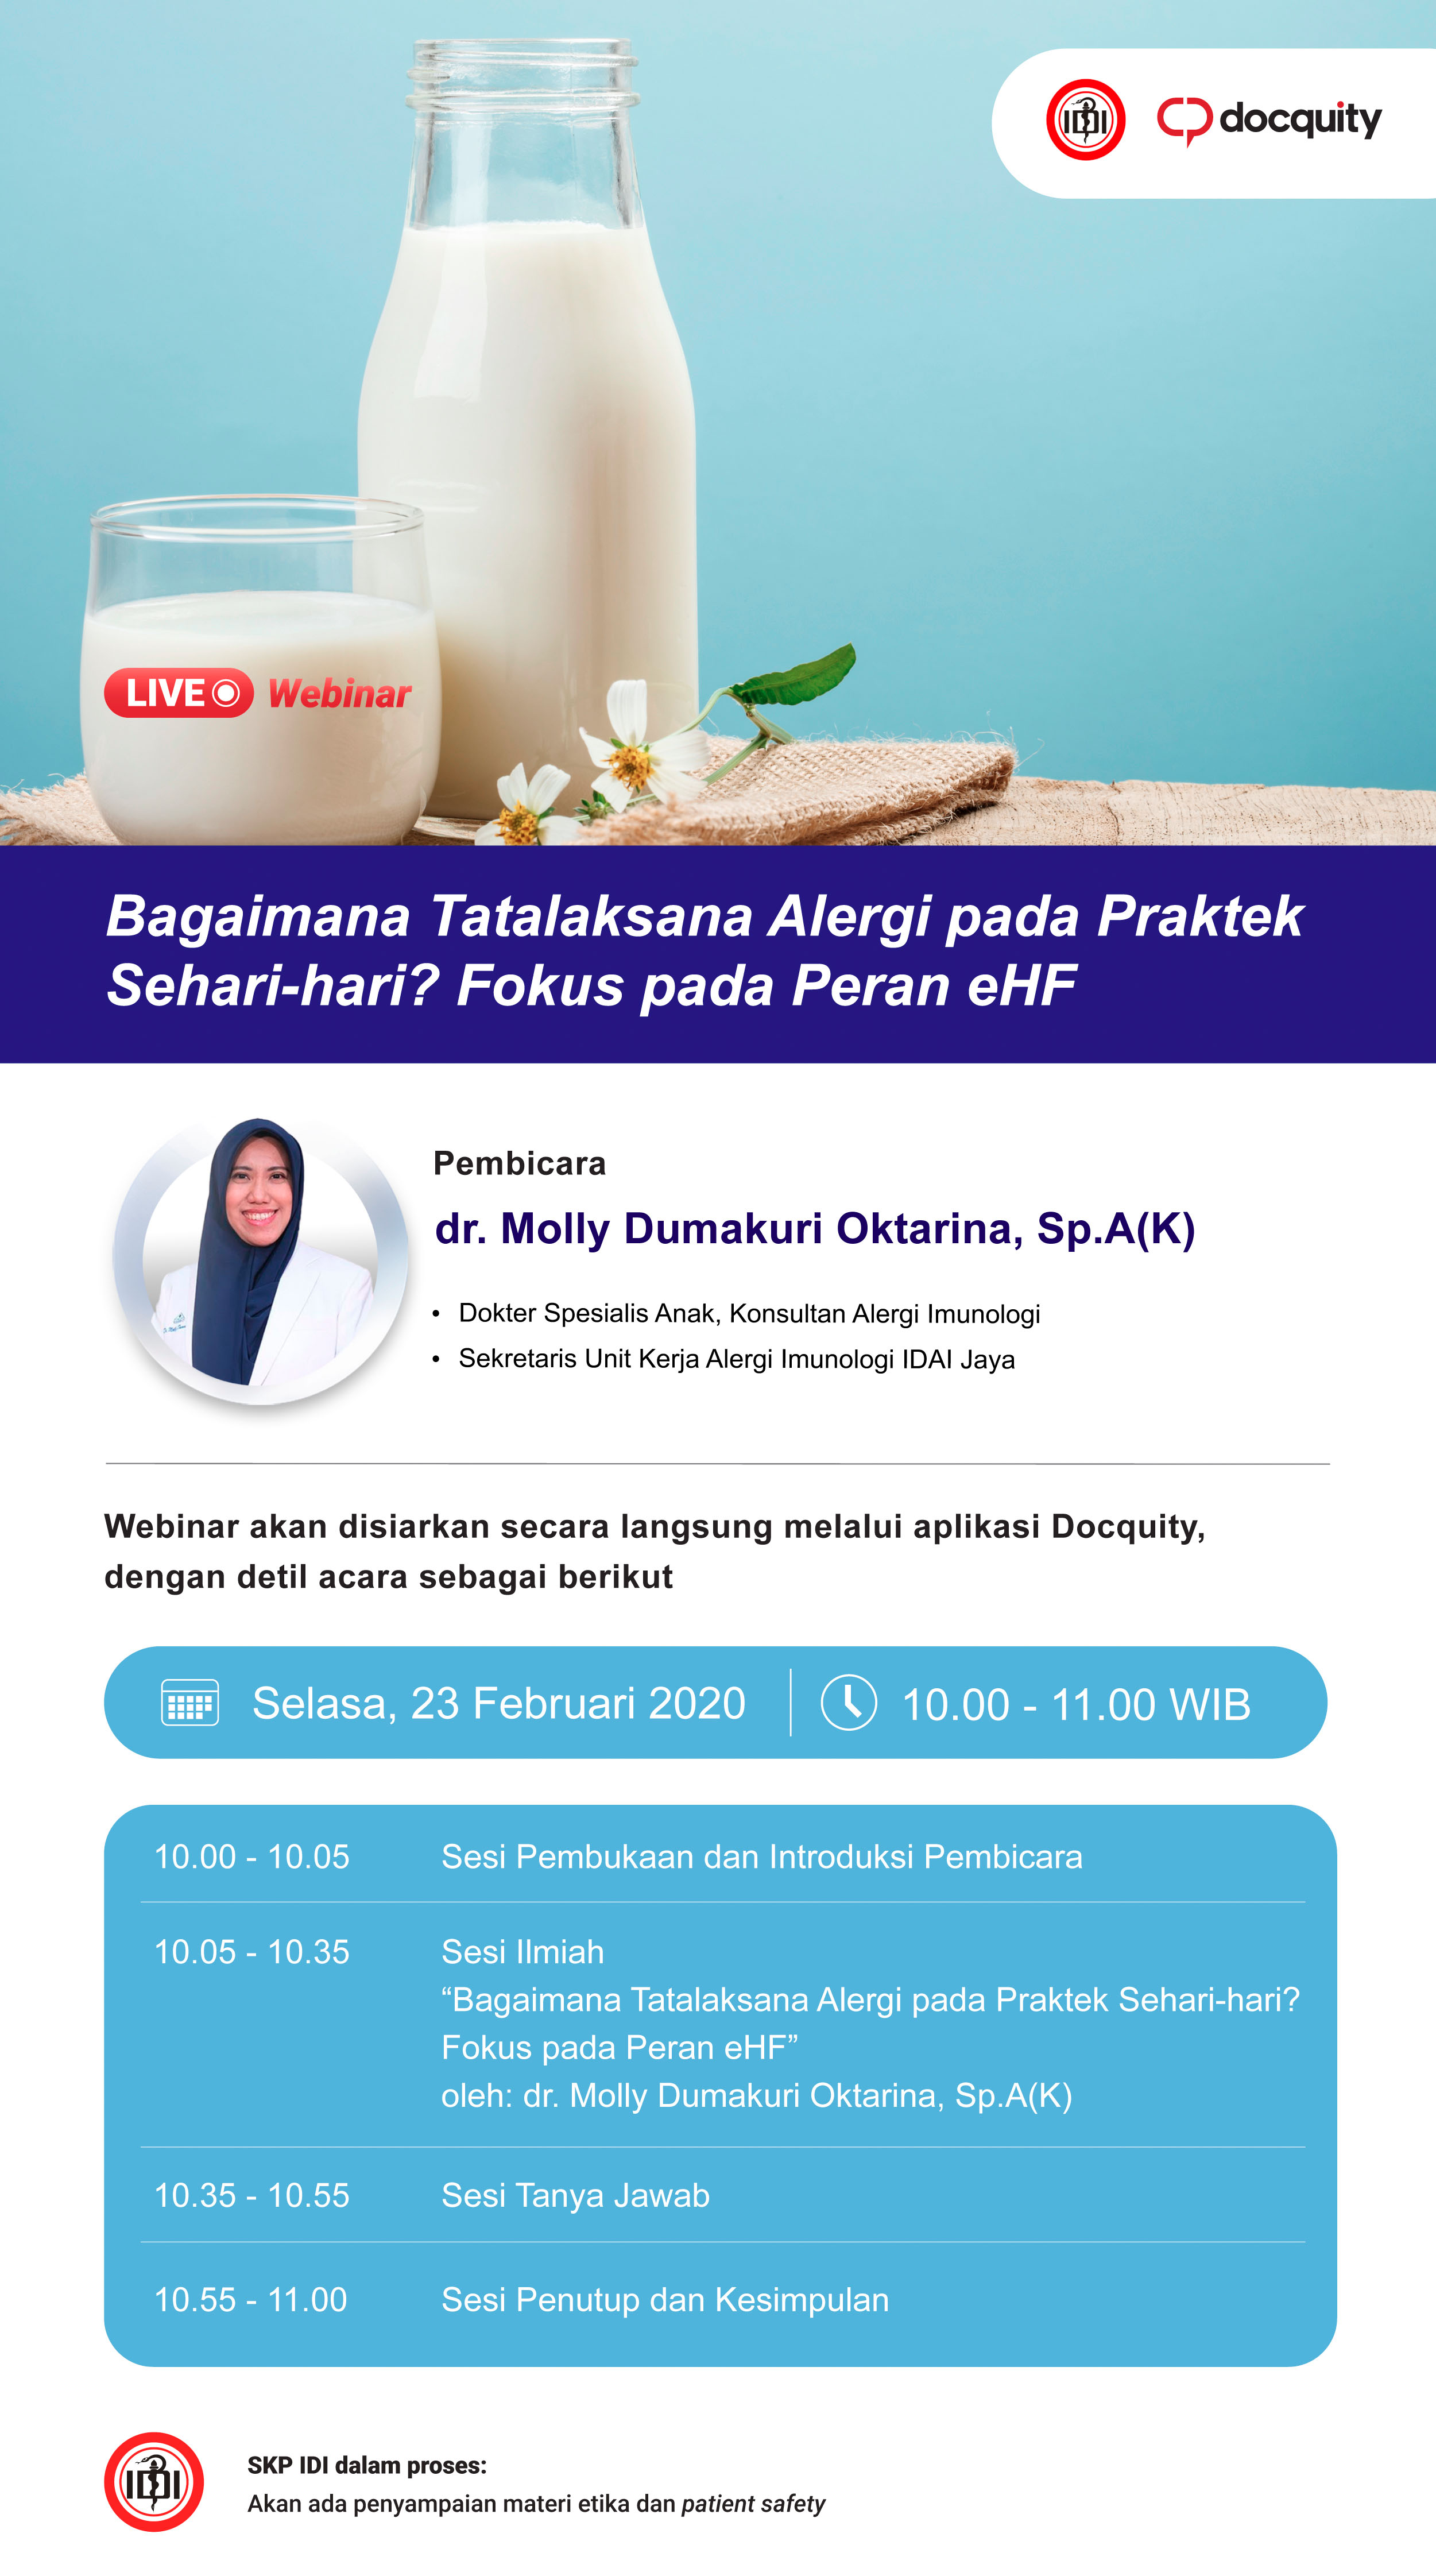 IDI docquity
LIVE Webinar
Bagaimana Tatalaksana Alergi pada Praktek
Sehari-hari? Fokus pada Peran eHF
Pembicara
dr. Molly Dumakuri Oktarina, Sp.A(K)
• Dokter Spesialis Anak, Konsultan Alergi Imunologi
• Sekretaris Unit Kerja Alergi Imunologi IDAI Jaya
Webinar akan disiarkan secara langsung melalui aplikasi Docquity,
dengan detil acara sebagai berikut
Selasa, 23 Februari 2020
10.00 - 11.00 WIB
10.00 - 10.05 Sesi Pembukaan dan Introduksi Pembicara
10.05 - 10.35 Sesi Ilmiah
“Bagaimana Tatalaksana Alergi pada Praktek Sehari-hari?
Fokus pada Peran eHF”
oleh: dr. Molly Dumakuri Oktarina, Sp.A(K)
10.35 - 10.55 Sesi Tanya Jawab
10.55 - 11.00 Sesi Penutup dan Kesimpulan
IDI
SKP IDI dalam proses:
Akan ada penyampaian materi etika dan patient safety